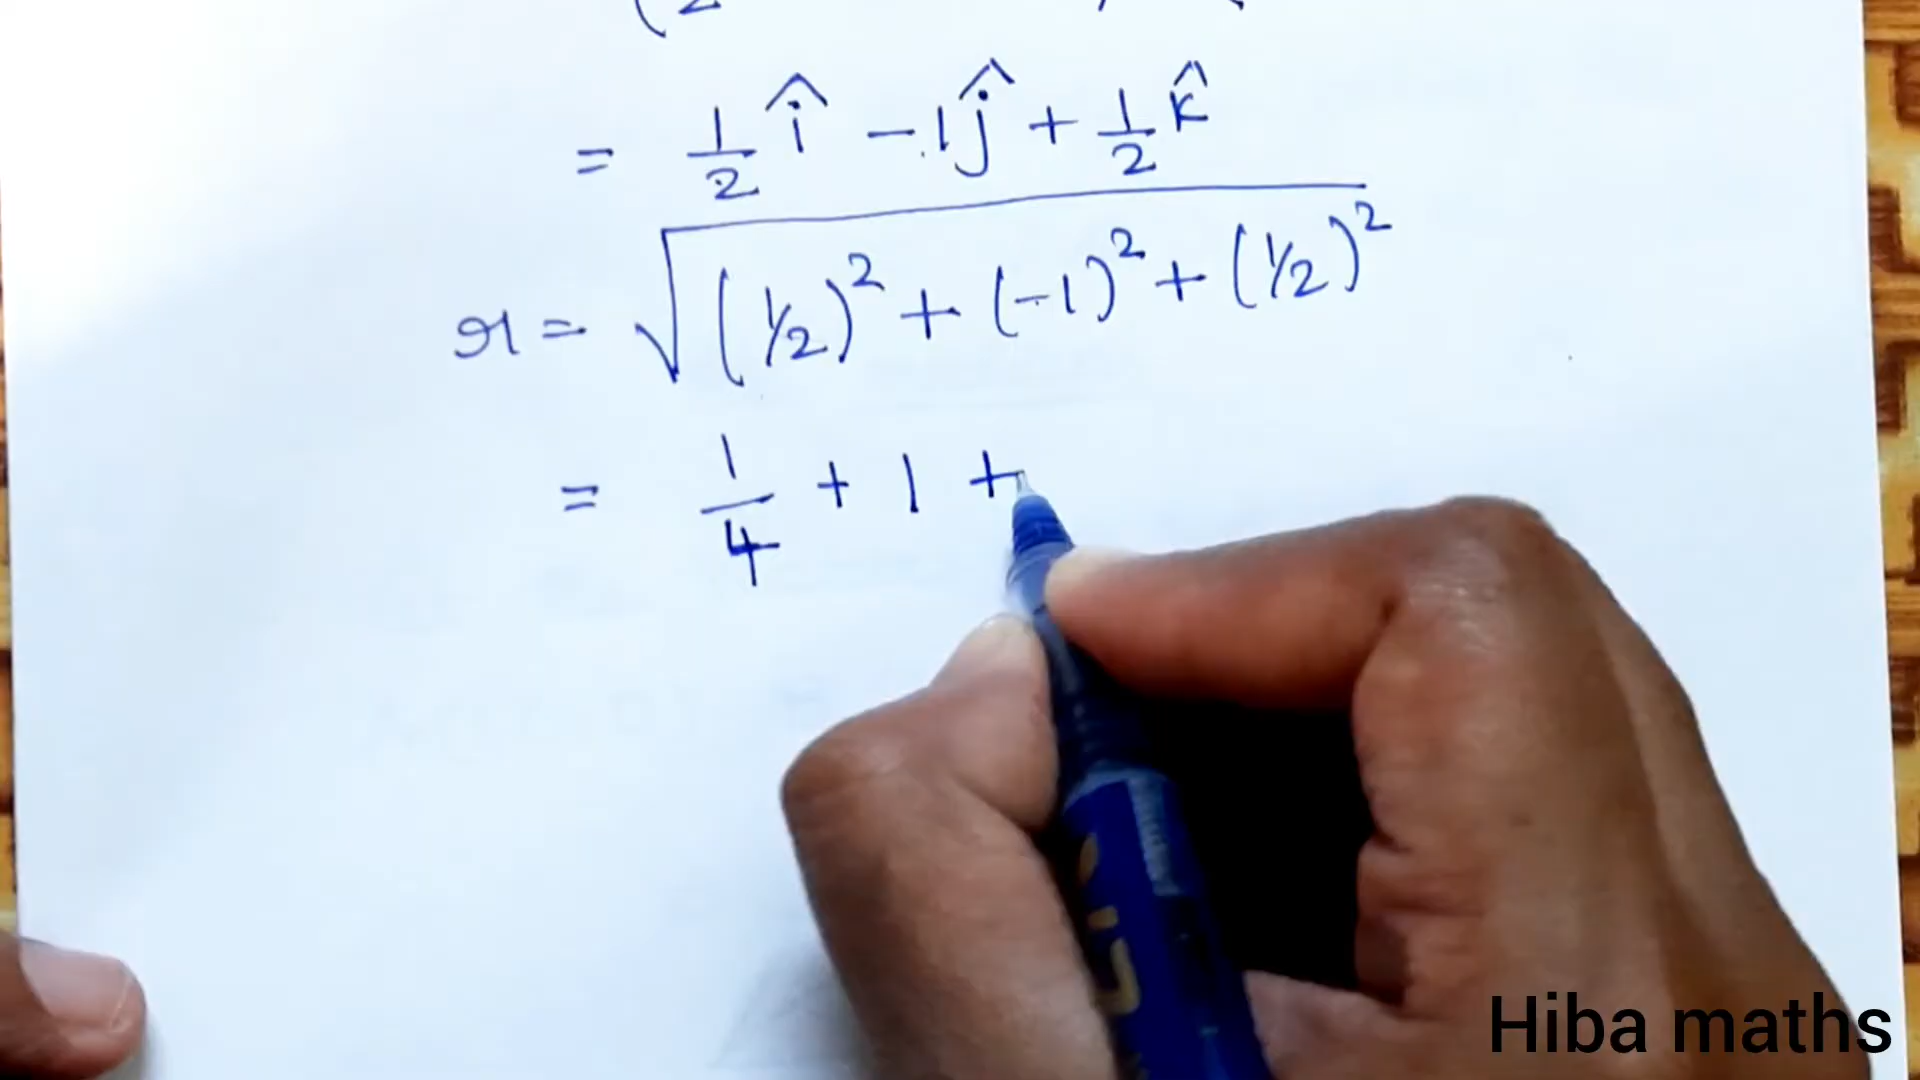 = 1/2 î - 1ĵ + 1/2 k̂
r = √((1/2)² + (-1)² + (1/2)²)
= 1/4 + 1 +
Hiba maths